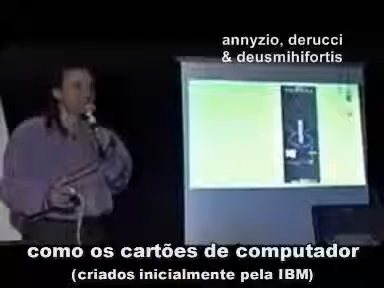 annyzio, derucci
& deusmihifortis
como os cartões de computador
(criados inicialmente pela IBM)